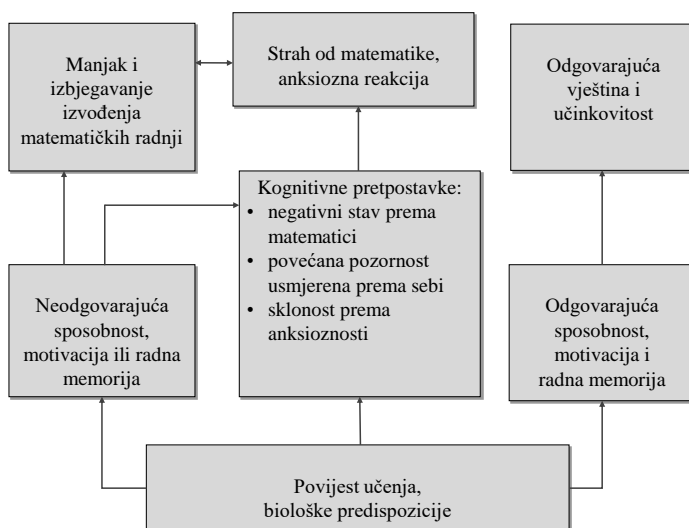 Manjak i
izbjegavanje
izvođenja
matematičkih radnji
Strah od matematike,
anksiozna reakcija
Odgovarajuća
vještina i
učinkovitost
Kognitivne pretpostavke:
• negativni stav prema
matematici
• povećana pozornost
usmjerena prema sebi
• sklonost prema
anksioznosti
Neodgovarajuća
sposobnost,
motivacija ili radna
memorija
Odgovarajuća
sposobnost,
motivacija i
radna memorija
Povijest učenja,
biološke predispozicije